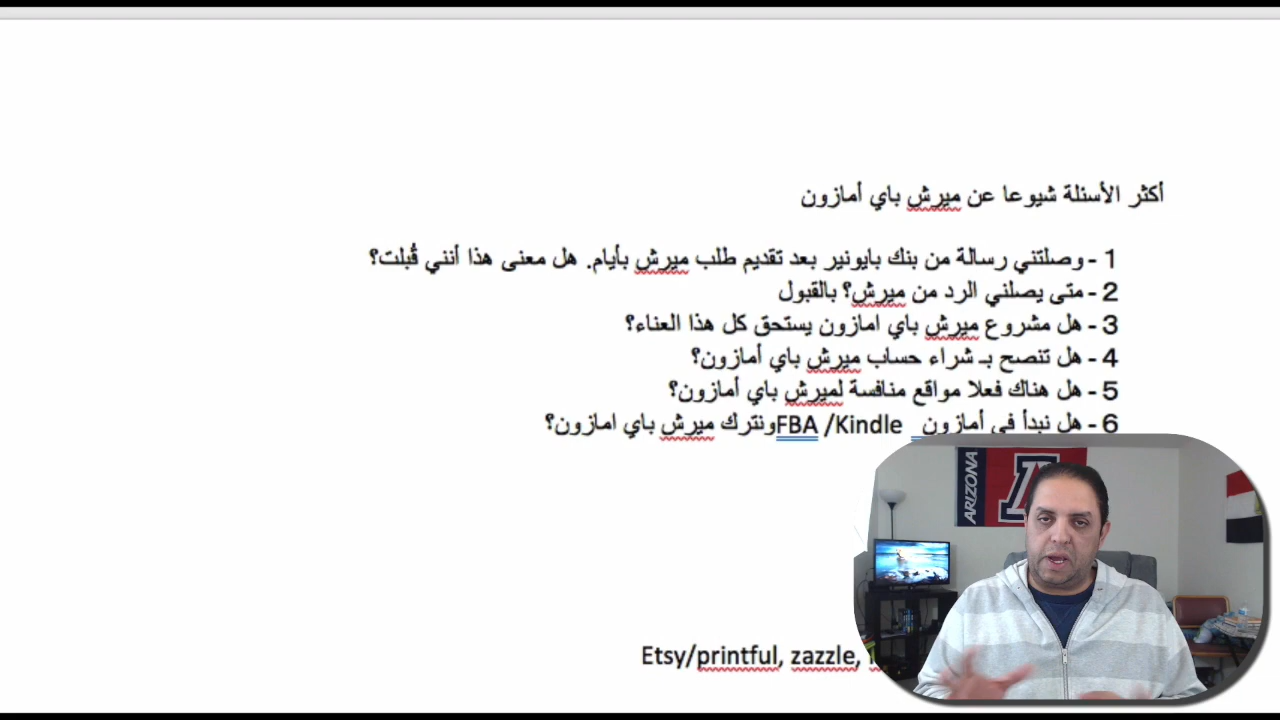 أكثر الأسئلة شيوعا عن ميرش باي أمازون
1 - وصلتني رسالة من بنك بايونير بعد تقديم طلب ميرش بأيام. هل معنى هذا أنني قُبلت؟
2 - متى يصلني الرد من ميرش؟ بالقبول
3 - هل مشروع ميرش باي امازون يستحق كل هذا العناء؟
4 - هل تنصح بـ شراء حساب ميرش باي أمازون؟
5 - هل هناك فعلا مواقع منافسة لميرش باي أمازون؟
6 - هل نبدأ في أمازون FBA /Kindle ونترك ميرش باي امازون؟
ARIZONA
Etsy/printful, zazzle,